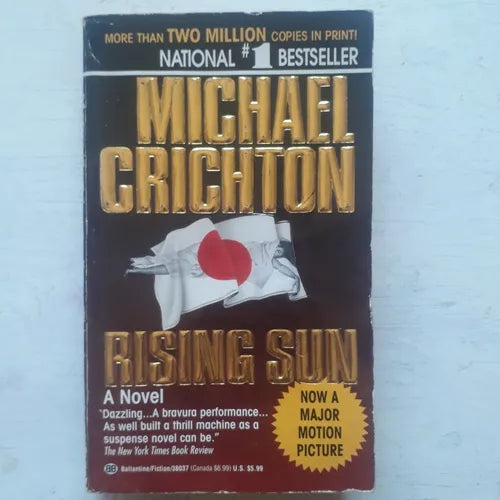 MORE THAN TWO MILLION COPIES IN PRINT!
NATIONAL #1 BESTSELLER
MICHAEL
CRICHTON
RISING SUN
A Novel
"Dazzling...A bravura performance...
As well built a thrill machine as a
suspense novel can be."
The New York Times Book Review
NOW A
MAJOR
MOTION
PICTURE
BB Ballantine/Fiction/38037 (Canada $6.99) U.S. $5.99